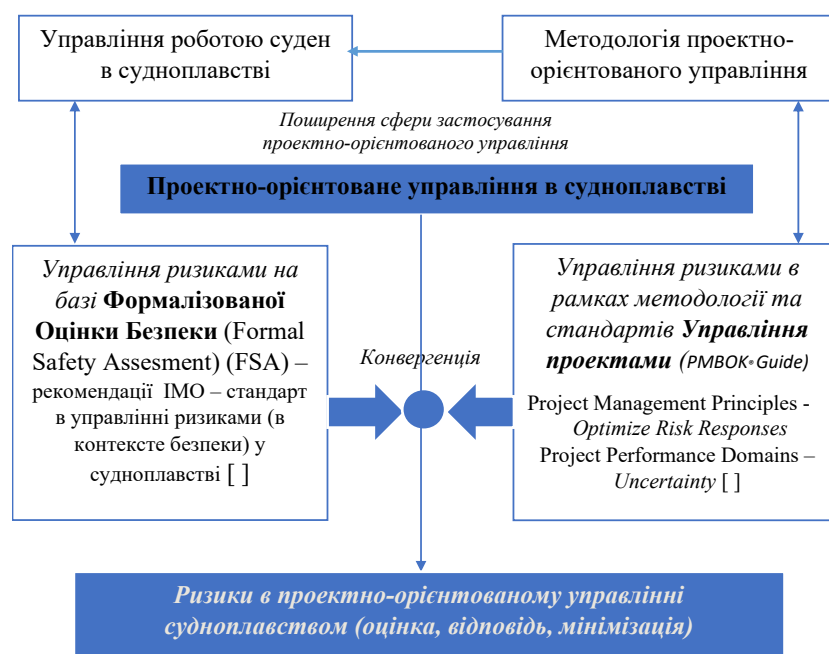 Управління роботою суден
в судноплавстві
Методологія проектно-
орієнтованого управління
Поширення сфери застосування
проектно-орієнтованого управління
Проектно-орієнтоване управління в судноплавстві
Управління ризиками на
базі Формалізованої
Оцінки Безпеки (Formal
Safety Assesment) (FSA) –
рекомендації ІМО – стандарт
в управлінні ризиками (в
контексте безпеки) у
судноплавстві [ ]
Конвергенція
Управління ризиками в
рамках методології та
стандартів Управління
проектами (PMBOK® Guide)
Project Management Principles -
Optimize Risk Responses
Project Performance Domains –
Uncertainty [ ]
Ризики в проектно-орієнтованому управлінні
судноплавством (оцінка, відповідь, мінімізація)